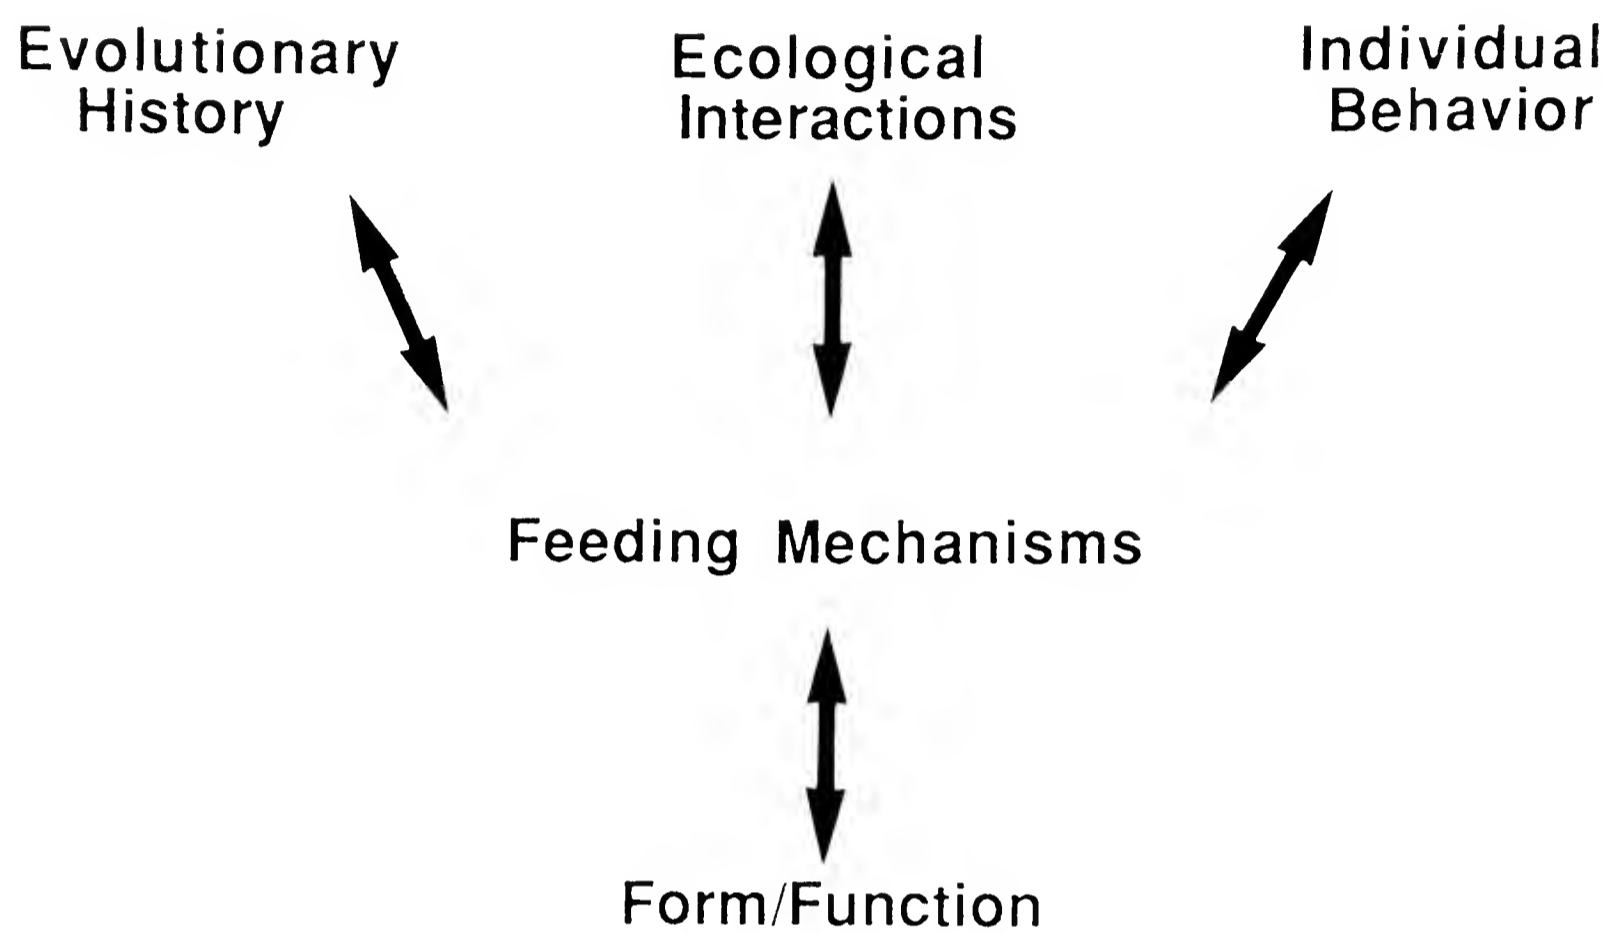 Evolutionary
History
Ecological
Interactions
Individual
Behavior
Feeding Mechanisms
Form/Function